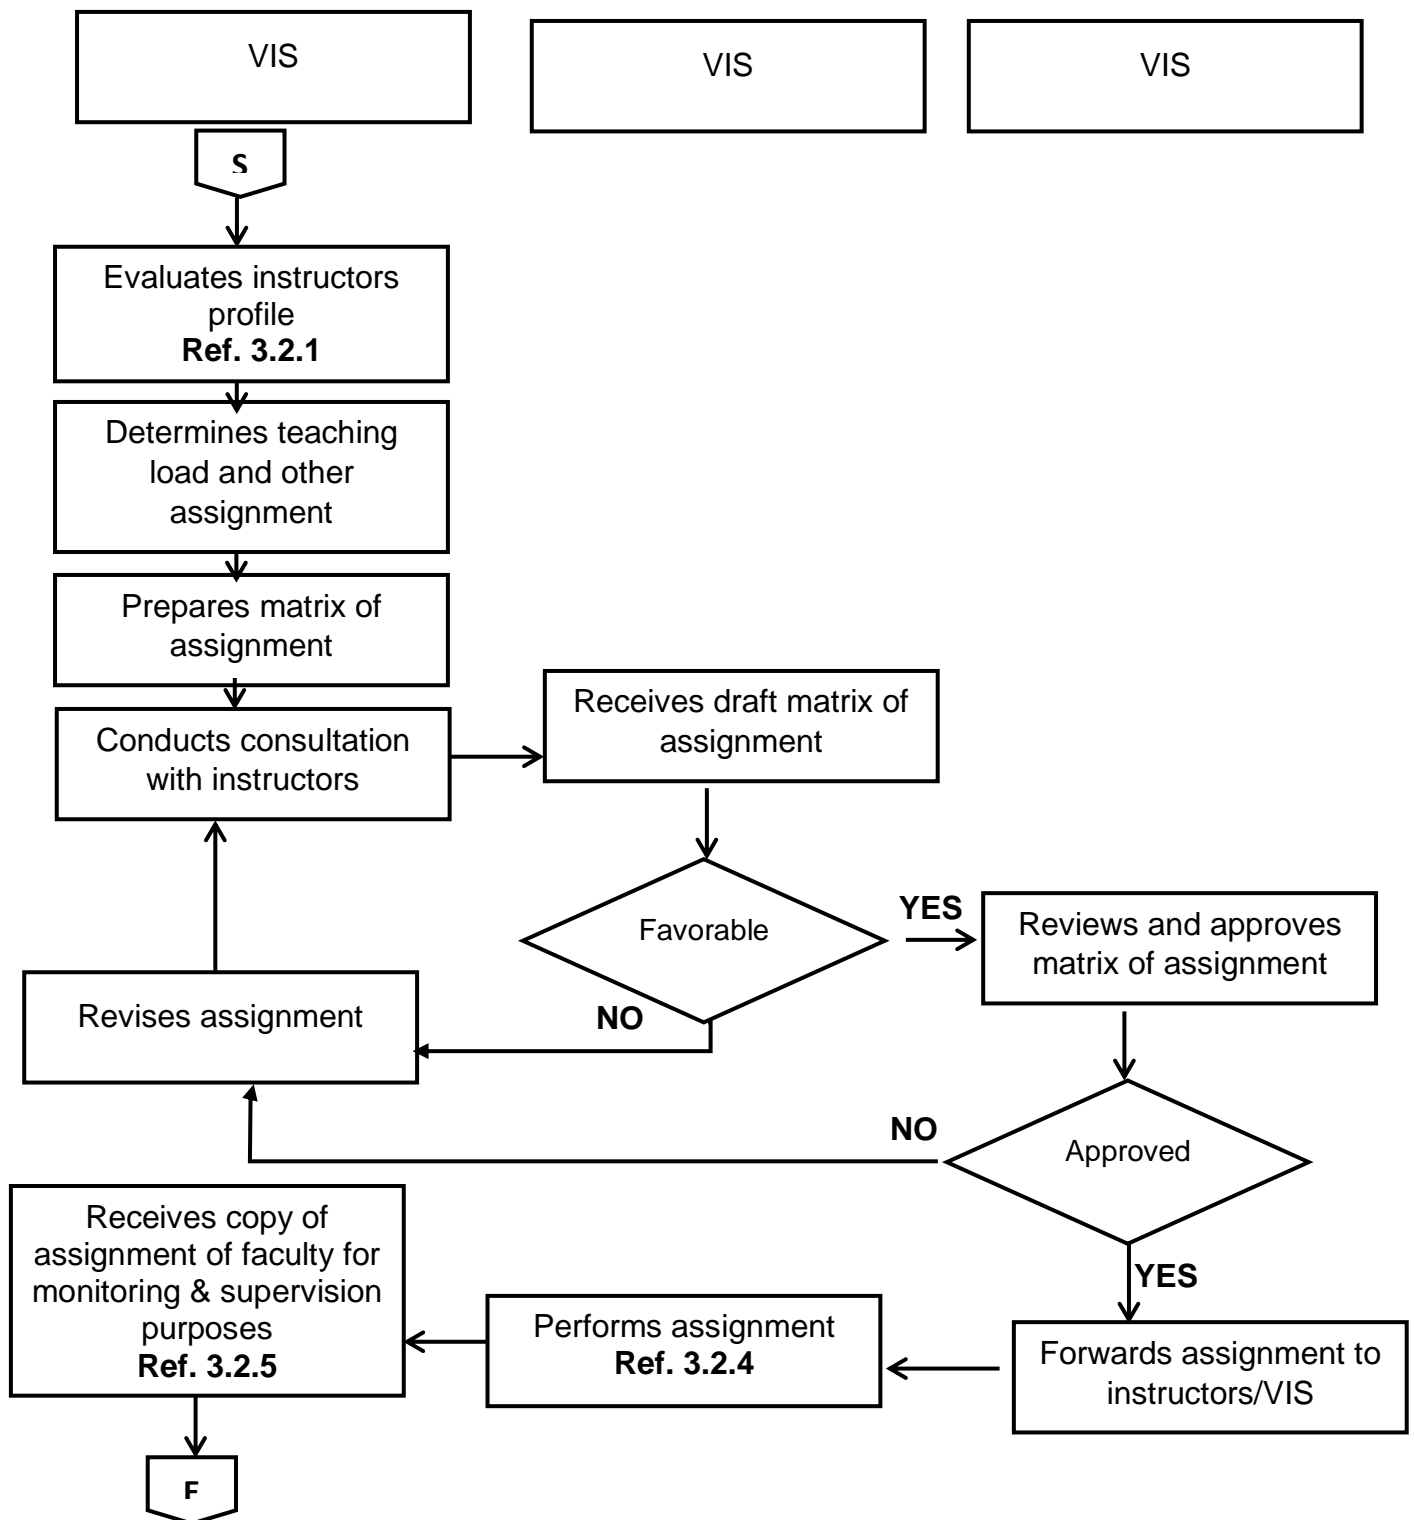 VIS
VIS
VIS
S
Evaluates instructors
profile
Ref. 3.2.1
Determines teaching
load and other
assignment
Prepares matrix of
assignment
Conducts consultation
with instructors
Receives draft matrix of
assignment
Favorable
YES
Reviews and approves
matrix of assignment
Revises assignment
NO
NO
Approved
YES
Receives copy of
assignment of faculty for
monitoring & supervision
purposes
Ref. 3.2.5
Performs assignment
Ref. 3.2.4
Forwards assignment to
instructors/VIS